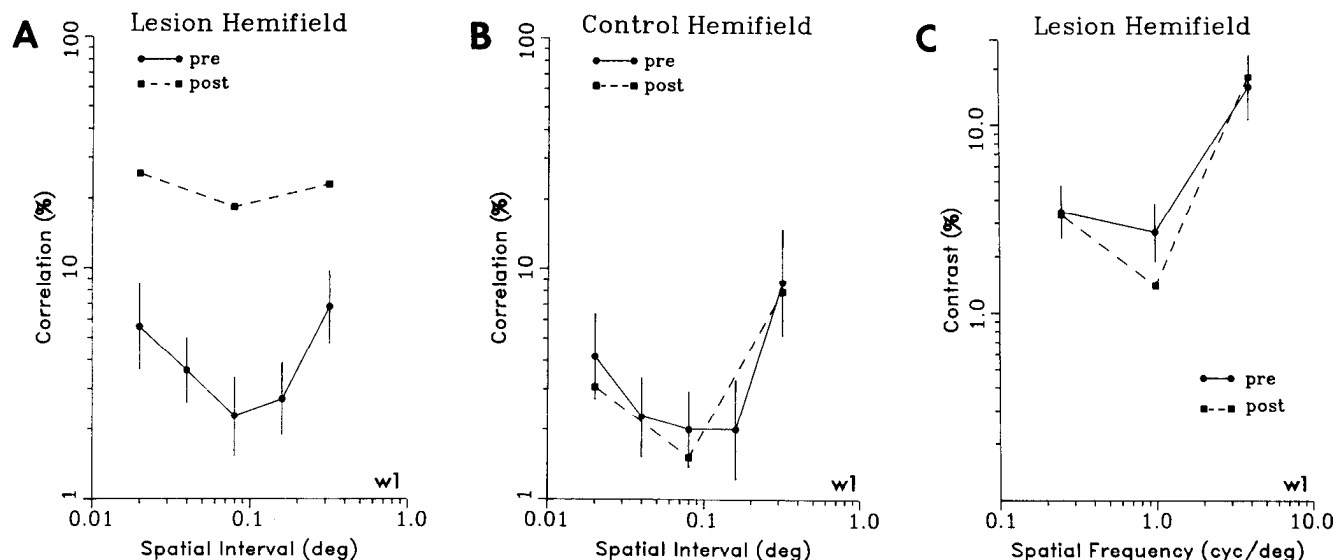 A
Lesion Hemifield
100
10
1
Correlation (%)
pre
post
w1
0.01
0.1
1.0
Spatial Interval (deg)
B
Control Hemifield
100
10
1
Correlation (%)
pre
post
w1
0.01
0.1
1.0
Spatial Interval (deg)
C
Lesion Hemifield
10.0
1.0
Contrast (%)
pre
post
w1
0.1
1.0
10.0
Spatial Frequency (cyc/deg)